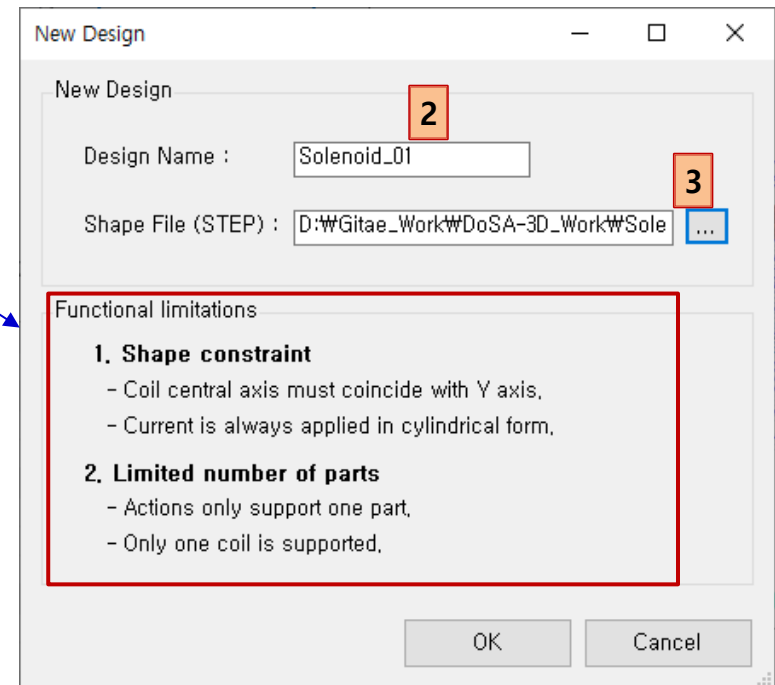 New Design
New Design
2
Design Name :
Solenoid_01
3
Shape File (STEP) :
D:₩Gitae_Work₩DoSA-3D_Work₩Sole
...
Functional limitations
1. Shape constraint
- Coil central axis must coincide with Y axis.
- Current is always applied in cylindrical form.
2. Limited number of parts
- Actions only support one part.
- Only one coil is supported.
OK
Cancel